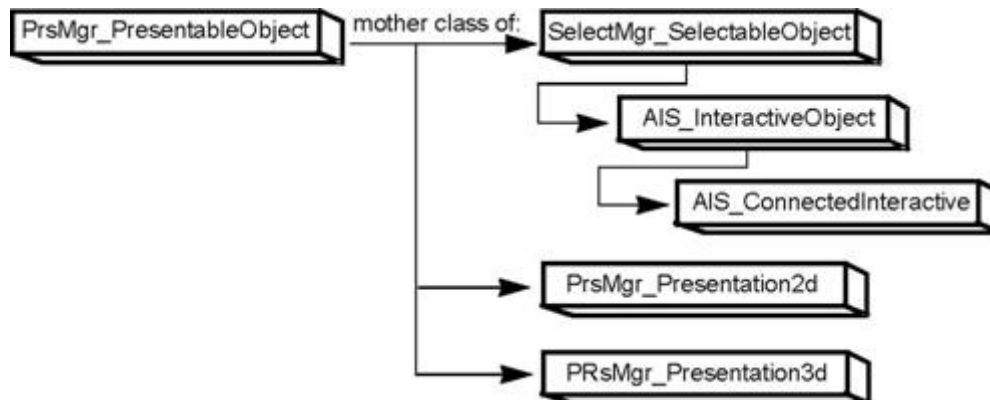 PrsMgr_PresentableObject
mother class of:
SelectMgr_SelectableObject
AIS_InteractiveObject
AIS_ConnectedInteractive
PrsMgr_Presentation2d
PRsMgr_Presentation3d